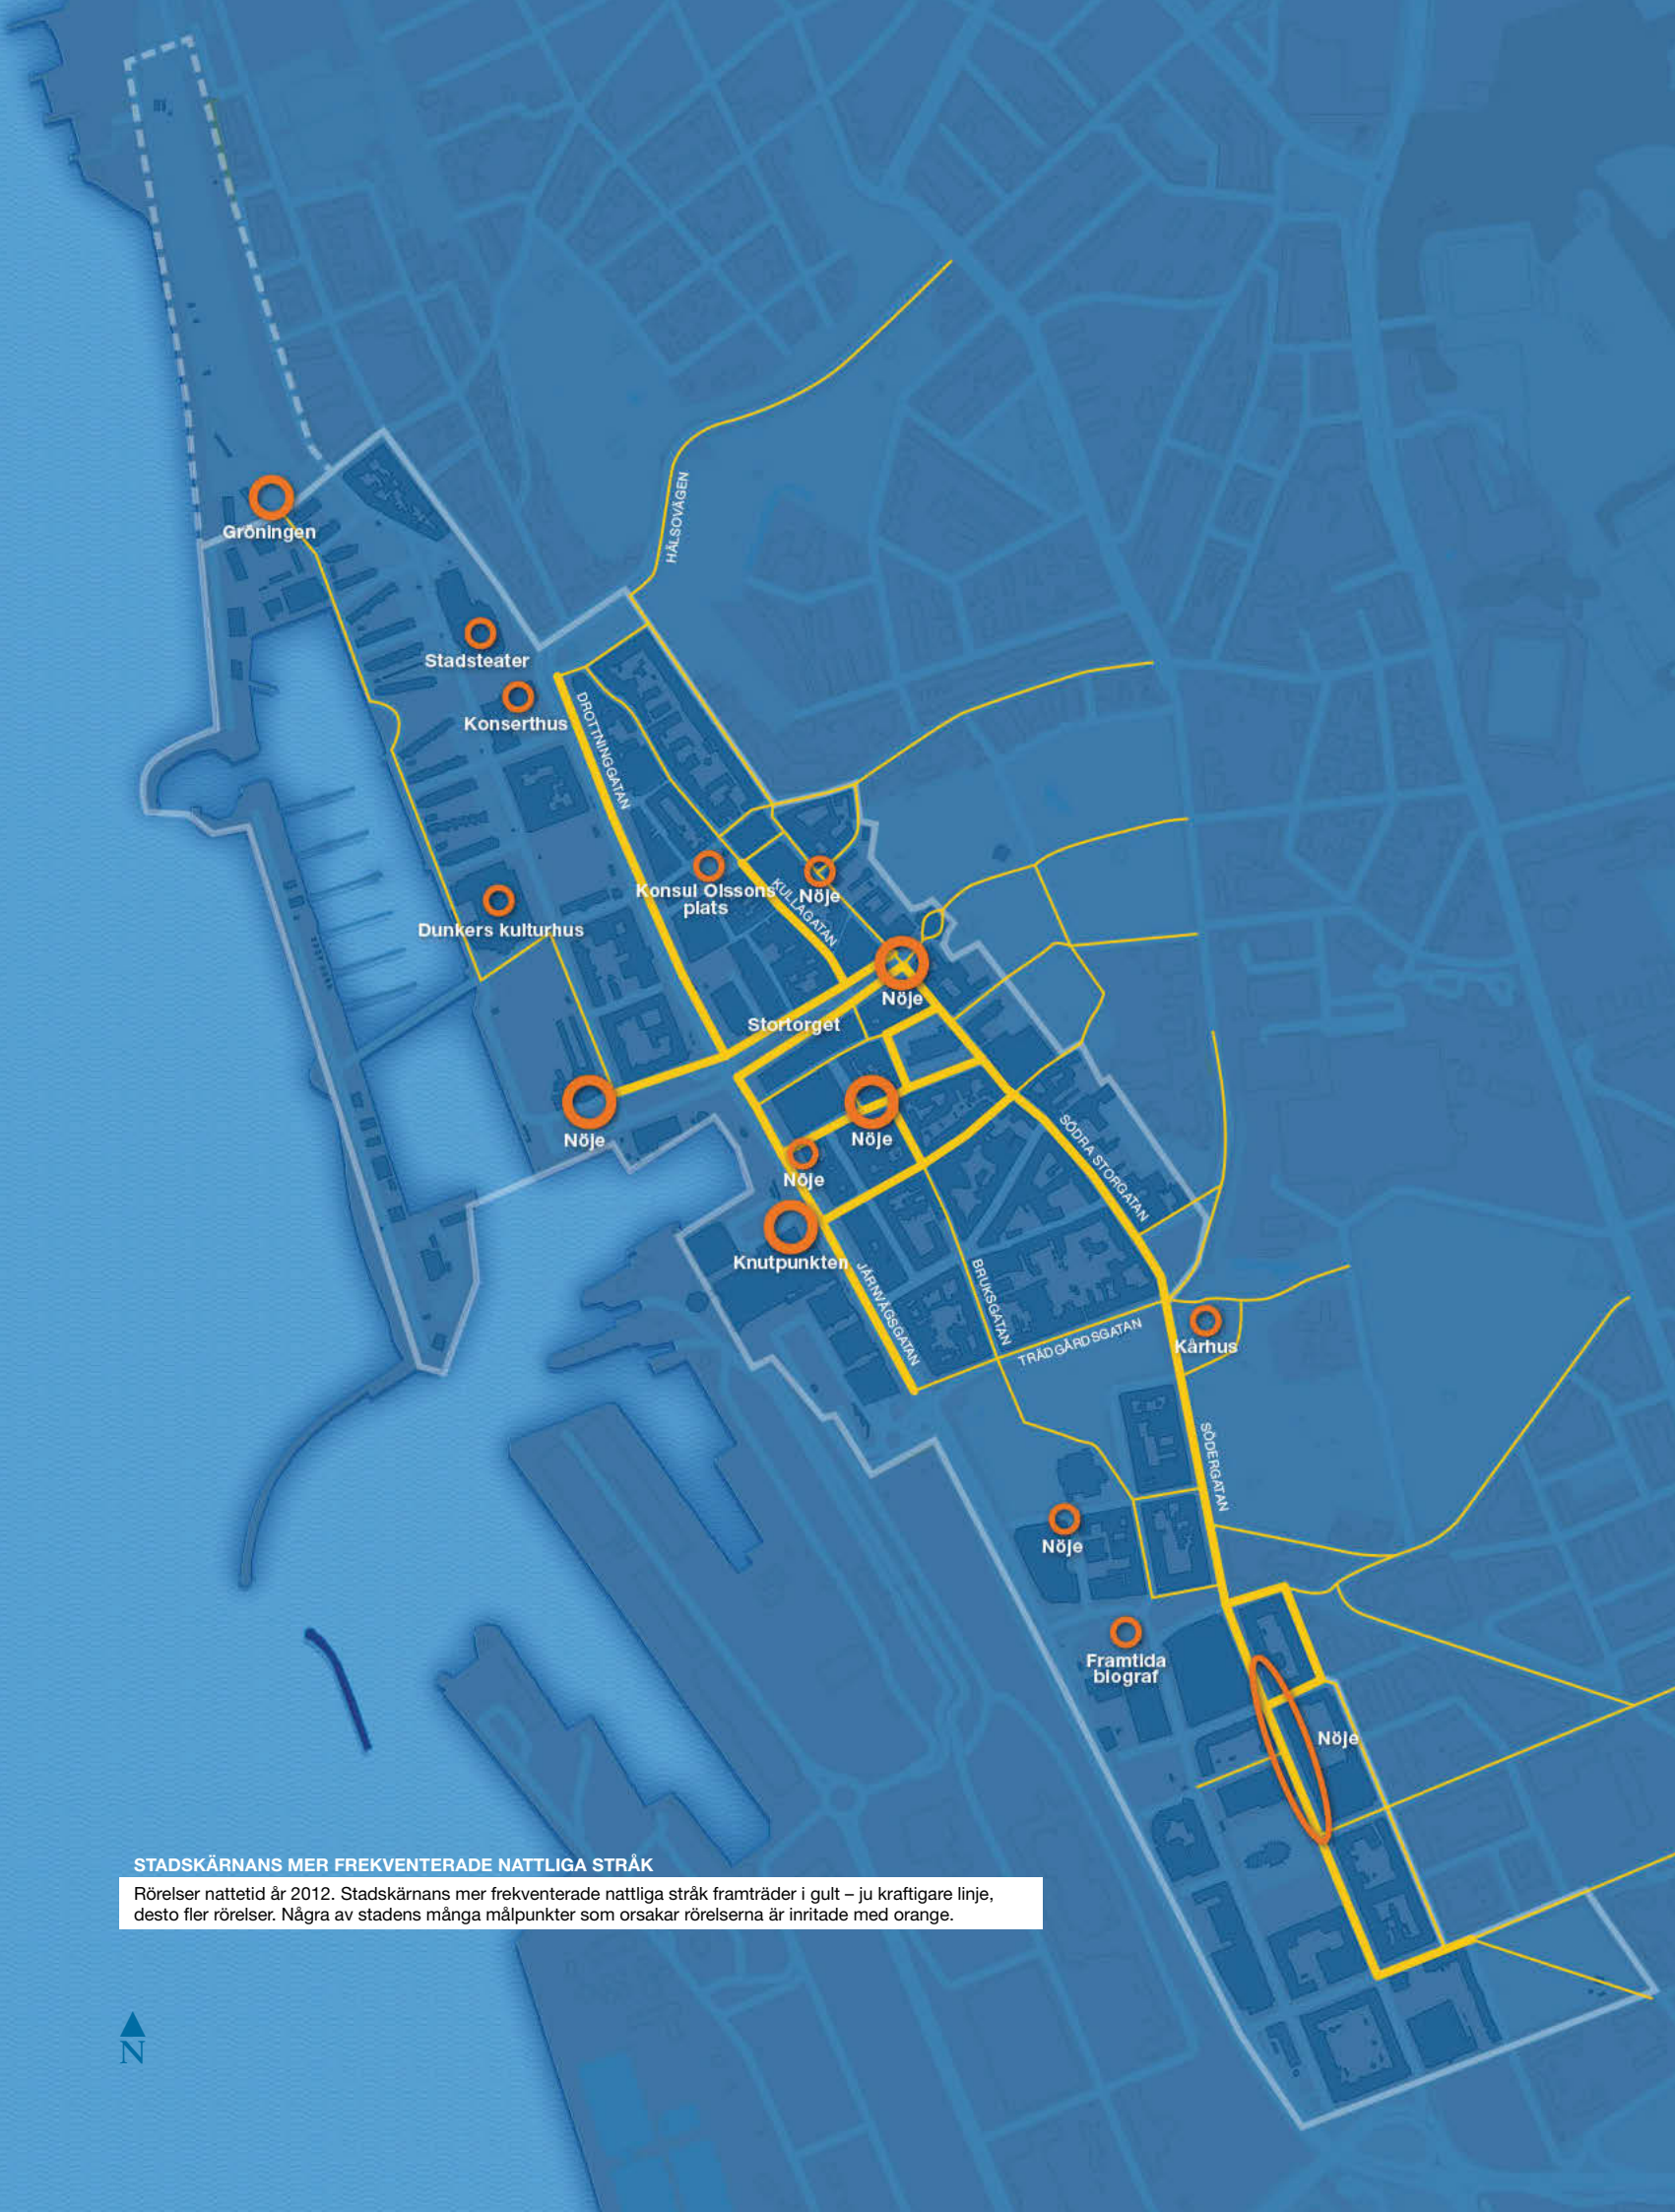 HÄLSOVÄGEN
Gröningen
Stadsteater
Konserthus
DROTTNINGGATAN
Konsul Olssons
plats
KULLAGATAN
Nöje
Dunkers kulturhus
Nöje
Stortorget
Nöje
Nöje
Nöje
SÖDRA STORGATAN
Knutpunkten
JÄRNVÄGSGATAN
BRUKSGATAN
TRÄDGÅRDSGATAN
Kårhus
SÖDERGATAN
Nöje
Framtida
biograf
Nöje
STADSKÄRNANS MER FREKVENTERADE NATTLIGA STRÅK
Rörelser nattetid år 2012. Stadskärnans mer frekventerade nattliga stråk framträder i gult – ju kraftigare linje,
desto fler rörelser. Några av stadens många målpunkter som orsakar rörelserna är inritade med orange.
N